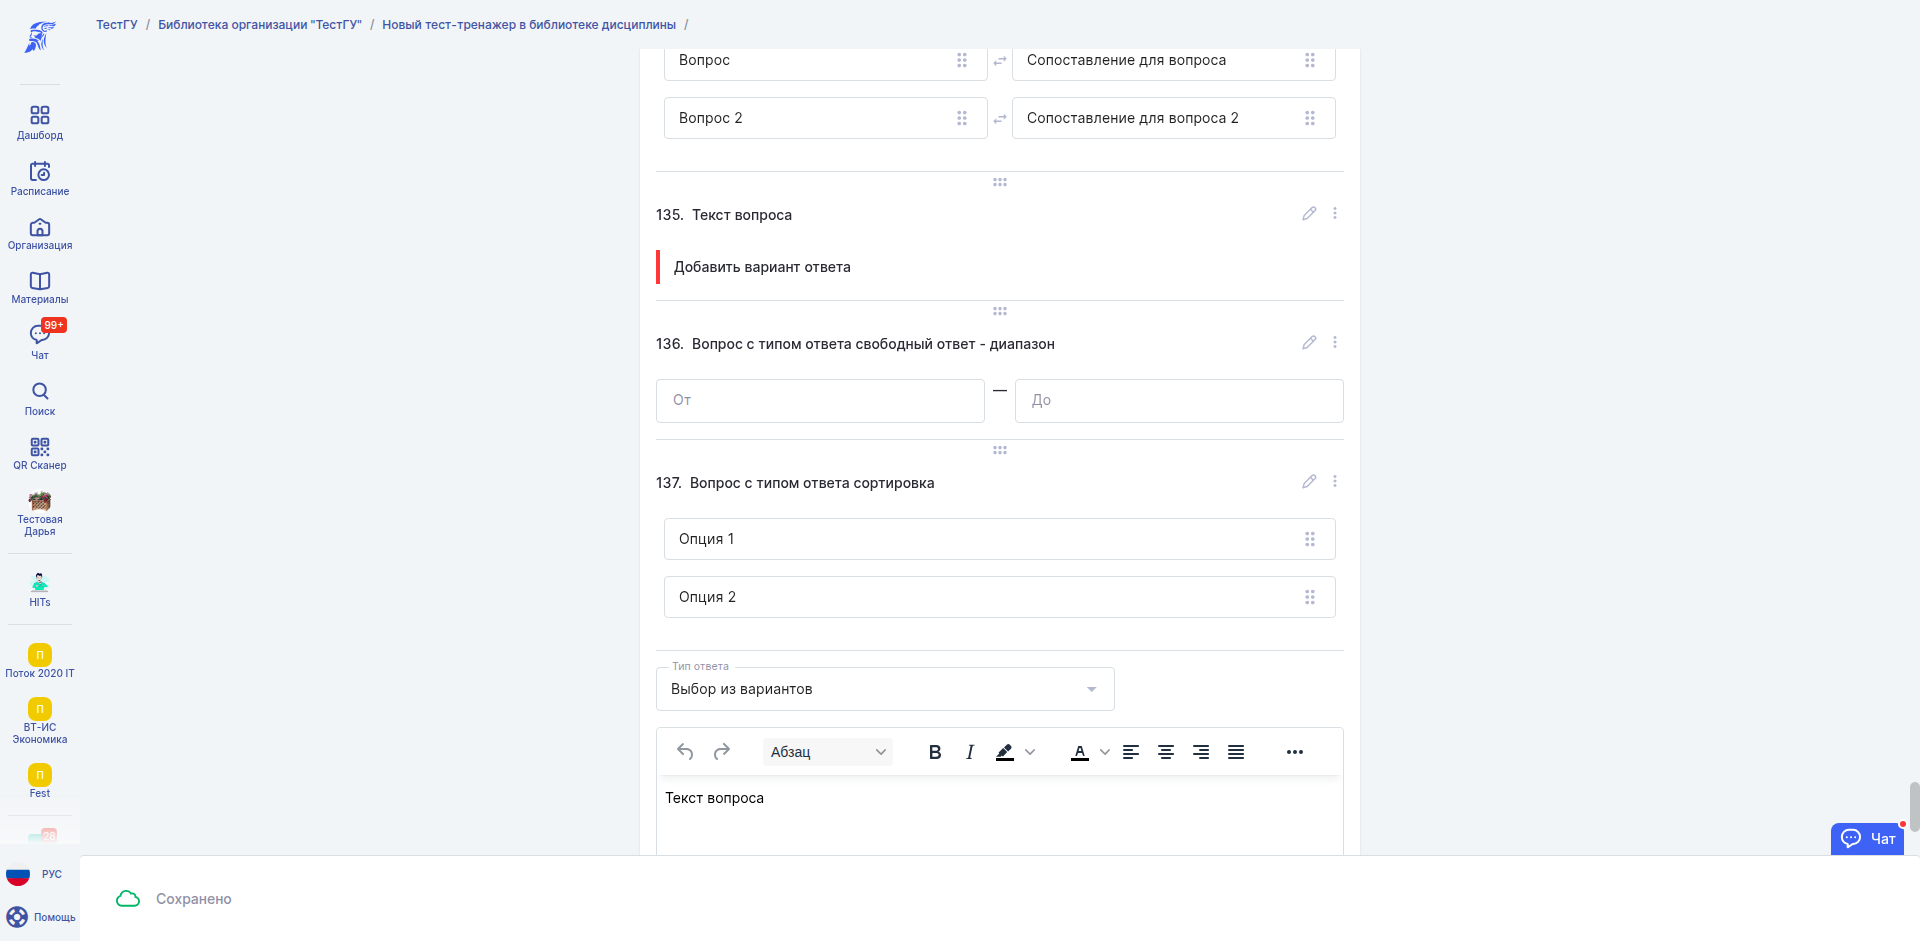 ТестГУ / Библиотека организации "ТестГУ" / Новый тест-тренажер в библиотеке дисциплины /
Дашборд
Расписание
Организация
Материалы
99+
Чат
Поиск
QR Сканер
Тестовая
Дарья
HITs
П
Поток 2020 IT
П
ВТ-ИС
Экономика
П
Fest
28
РУС
Помощь
Вопрос
Сопоставление для вопроса
Вопрос 2
Сопоставление для вопроса 2
135. Текст вопроса
Добавить вариант ответа
136. Вопрос с типом ответа свободный ответ - диапазон
От — До
137. Вопрос с типом ответа сортировка
Опция 1
Опция 2
Тип ответа
Выбор из вариантов
Абзац
Текст вопроса
Чат
Сохранено